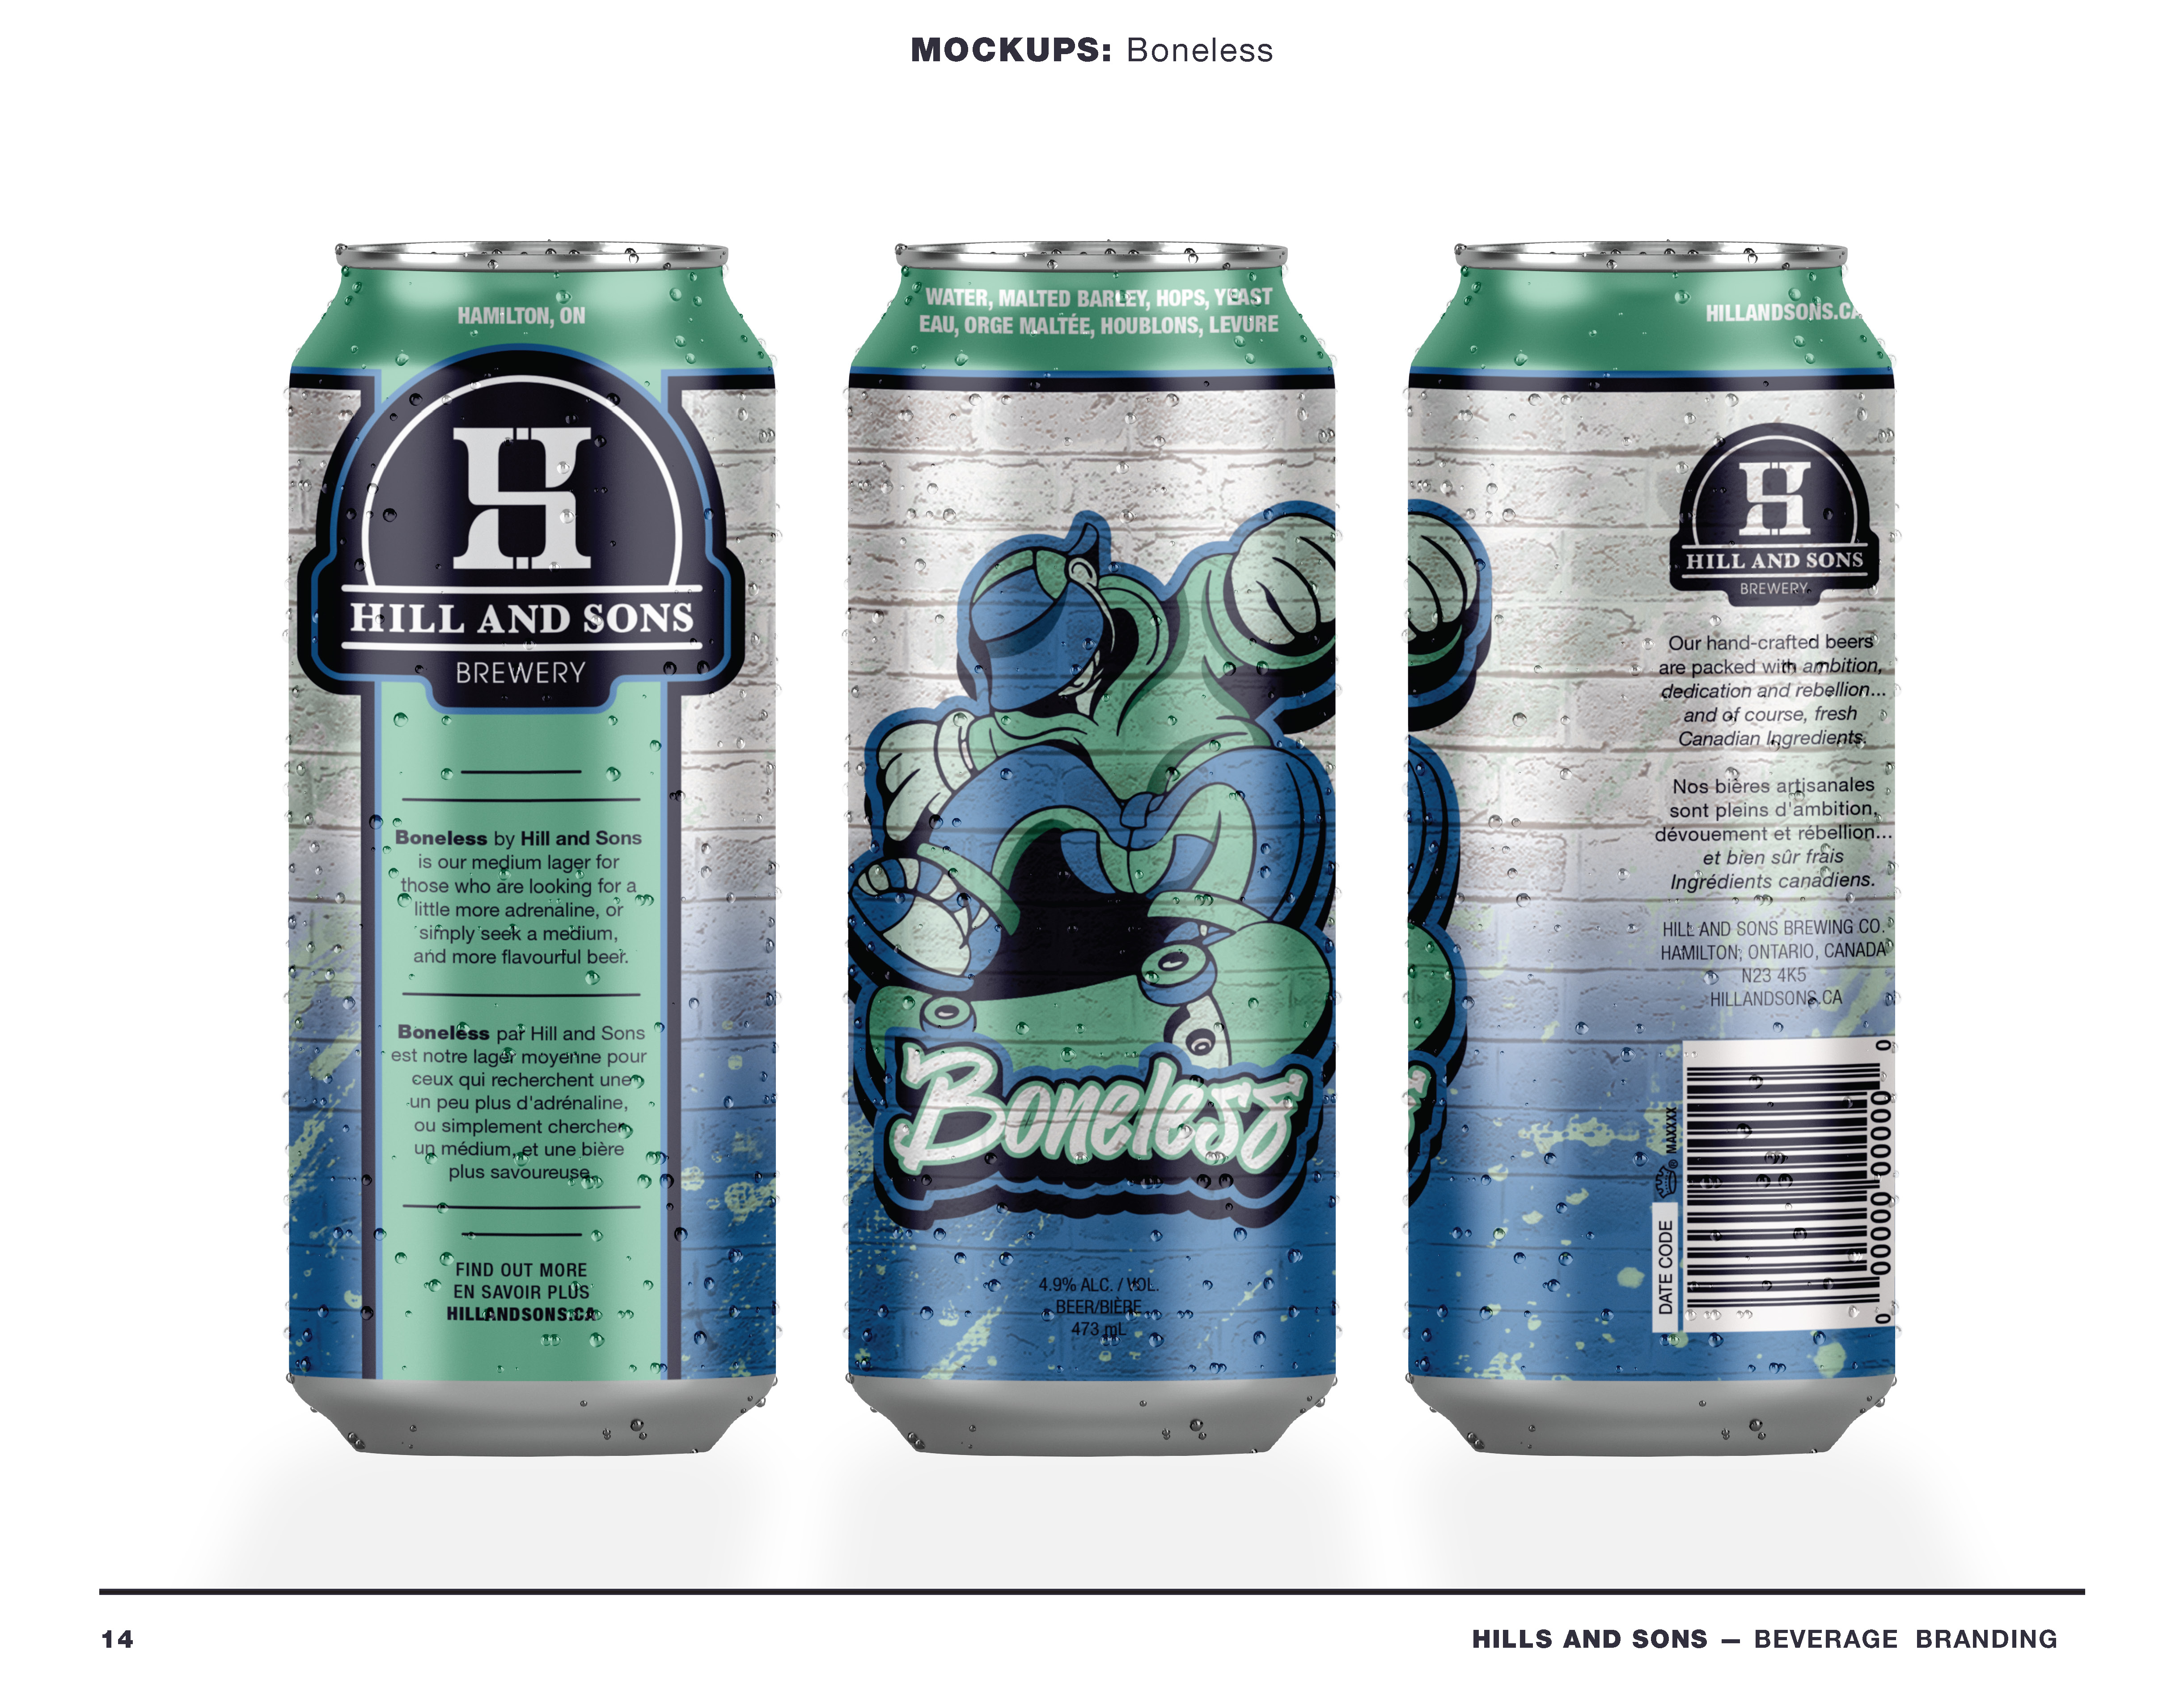 MOCKUPS: Boneless
HAMILTON, ON
HILL AND SONS
BREWERY
Boneless by Hill and Sons
is our medium lager for
those who are looking for a
little more adrenaline, or
simply seek a medium,
and more flavourful beer.
Boneless par Hill and Sons
est notre lager moyenne pour
ceux qui recherchent une
un peu plus d'adrénaline,
ou simplement chercher
un médium, et une bière
plus savoureuse.
FIND OUT MORE
EN SAVOIR PLUS
HILLANDSONS.CA
WATER, MALTED BARLEY, HOPS, YEAST
EAU, ORGE MALTÉE, HOUBLONS, LEVURE
Boneless
4.9% ALC. / VOL.
BEER/BIÈRE
473 mL
HILLANDSONS.CA
HS
HILL AND SONS
BREWERY
Our hand-crafted beers
are packed with ambition,
dedication and rebellion...
and of course, fresh
Canadian Ingredients.
Nos bières artisanales
sont pleins d'ambition,
dévouement et rébellion...
et bien sûr frais
Ingrédients canadiens.
HILL AND SONS BREWING CO.
HAMILTON, ONTARIO, CANADA
N23 4K5
HILLANDSONS.CA
MAXXXX
DATE CODE
0 00000 00000 0
14
HILLS AND SONS — BEVERAGE BRANDING